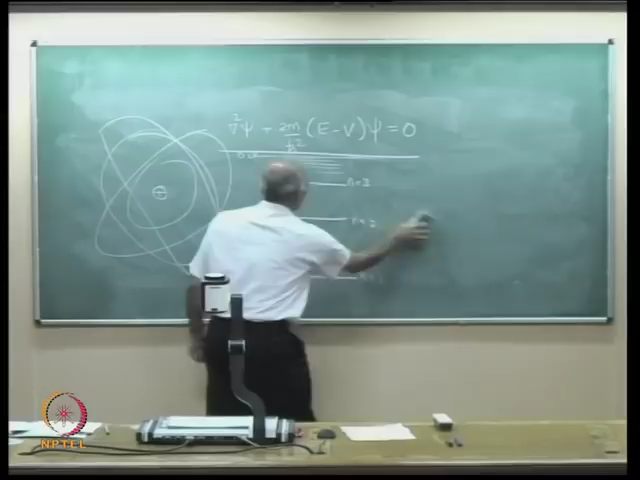 ∇²ψ + 2m/ħ² (E-V)ψ = 0
n=3
n=2
NPTEL